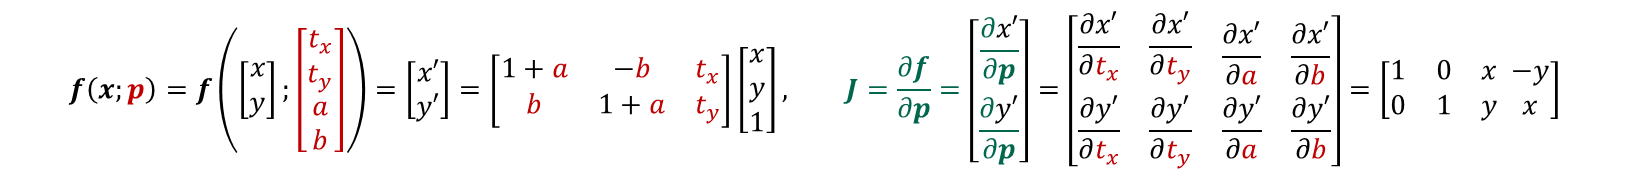 f(x; p) = f([x y]; [t_x t_y a b]) = [x′ y′] = [1 + a −b t_x; b 1 + a t_y] [x y 1], J = ∂f/∂p = [∂x′/∂p; ∂y′/∂p] = [∂x′/∂t_x ∂x′/∂t_y ∂x′/∂a ∂x′/∂b; ∂y′/∂t_x ∂y′/∂t_y ∂y′/∂a ∂y′/∂b] = [1 0 x −y; 0 1 y x]